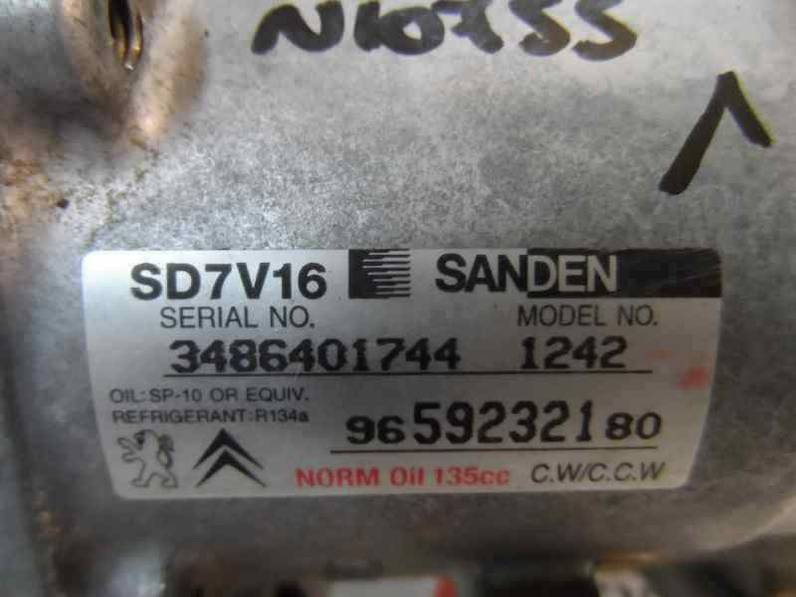 N10755
SD7V16 SANDEN
SERIAL NO. MODEL NO.
3486401744 1242
OIL:SP-10 OR EQUIV.
REFRIGERANT:R134a
9659232180
NORM Oil 135cc C.W/C.C.W